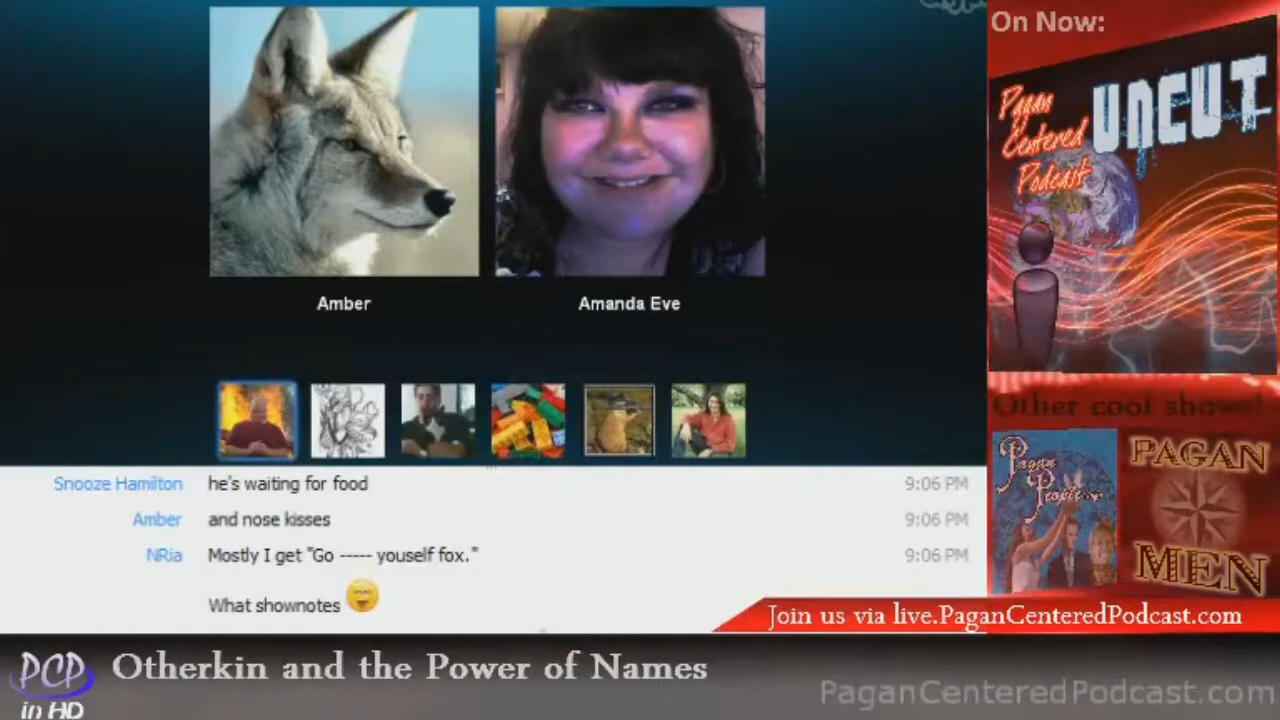 On Now:
Pagan
Centered
Podcast
UNCUT
Amber
Amanda Eve
Other cool shows!
Pagan
People
PAGAN
MEN
Snooze Hamilton he's waiting for food 9:06 PM
Amber and nose kisses 9:06 PM
NRia Mostly I get "Go ----- youself fox." 9:06 PM
What shownotes
Join us via live.PaganCenteredPodcast.com
PCP
in HD
Otherkin and the Power of Names
PaganCenteredPodcast.com